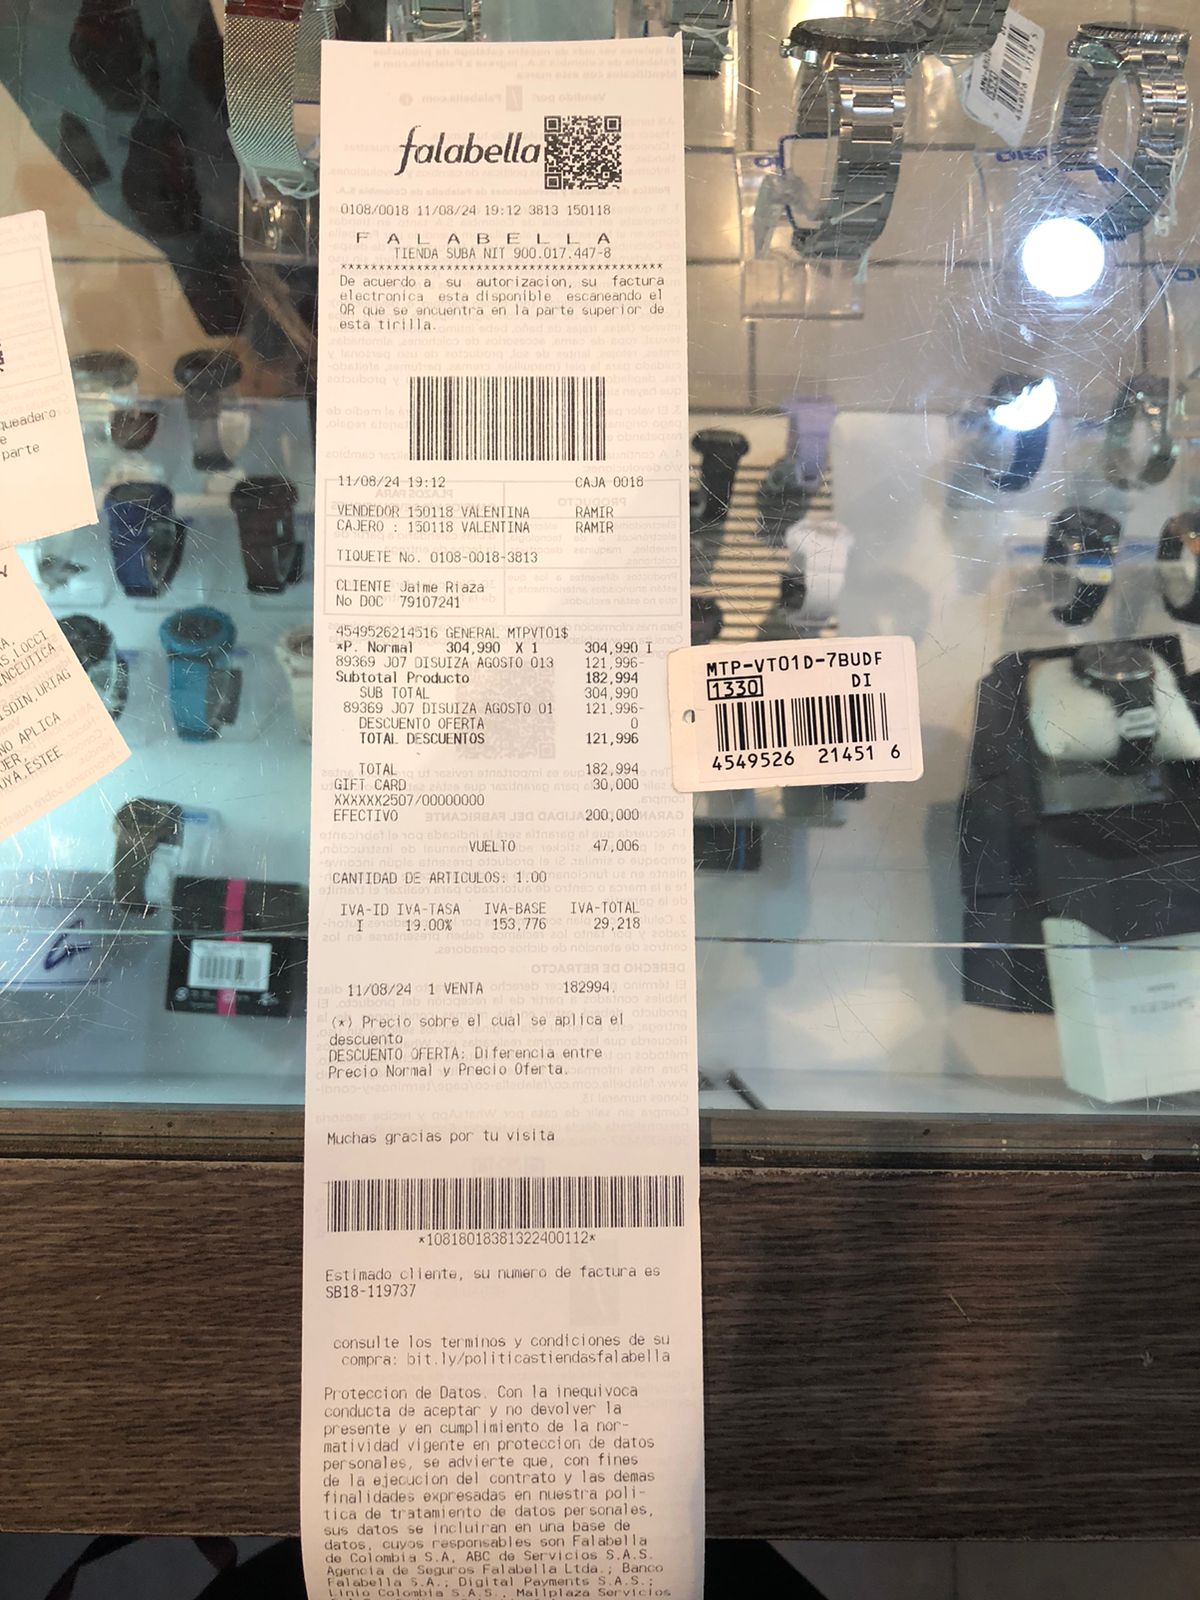 falabella
0108/0018 11/08/24 19:12 3813 150118
F A L A B E L L A
TIENDA SUBA NIT 900.017.447-8
****************************************
De acuerdo a su autorizacion, su factura
electronica esta disponible escaneando el
QR que se encuentra en la parte superior de
esta tirilla.
11/08/24 19:12 CAJA 0018
VENDEDOR 150118 VALENTINA RAMIR
CAJERO : 150118 VALENTINA RAMIR
TIQUETE No. 0108-0018-3813
CLIENTE Jaime Riaza
No DOC 79107241
4549526214516 GENERAL MTPVT01$
*P. Normal 304,990 X 1 304,990 I
89369 J07 DISUIZA AGOSTO 013 121,996-
Subtotal Producto 182,994
SUB TOTAL 304,990
89369 J07 DISUIZA AGOSTO 01 121,996-
DESCUENTO OFERTA 0
TOTAL DESCUENTOS 121,996
TOTAL 182,994
GIFT CARD 30,000
XXXXXX2507/00000000
EFECTIVO 200,000
VUELTO 47,006
CANTIDAD DE ARTICULOS: 1.00
IVA-ID IVA-TASA IVA-BASE IVA-TOTAL
I 19.00% 153,776 29,218
11/08/24 1 VENTA 182994.
(*) Precio sobre el cual se aplica el
descuento
DESCUENTO OFERTA: Diferencia entre
Precio Normal y Precio Oferta.
Muchas gracias por tu visita
*10818018381322400112*
Estimado cliente, su numero de factura es
SB18-119737
consulte los terminos y condiciones de su
compra: bit.ly/politicastiendasfalabella
Proteccion de Datos. Con la inequivoca
conducta de aceptar y no devolver la
presente y en cumplimiento de la nor-
matividad vigente en proteccion de datos
personales, se advierte que, con fines
de la ejecucion del contrato y las demas
finalidades expresadas en nuestra poli-
tica de tratamiento de datos personales,
sus datos se incluiran en una base de
datos, cuyos responsables son Falabella
de Colombia S.A, ABC de Servicios S.A.S.
Agencia de Seguros Falabella Ltda.; Banco
Falabella S.A.; Digital Payments S.A.S.;
Linio Colombia S.A.S., Mallplaza Servicios
MTP-VT01D-7BUDF
1330 DI
4549526 21451 6
queadero
e
parte
NO APLICA
UYA,ESTEE